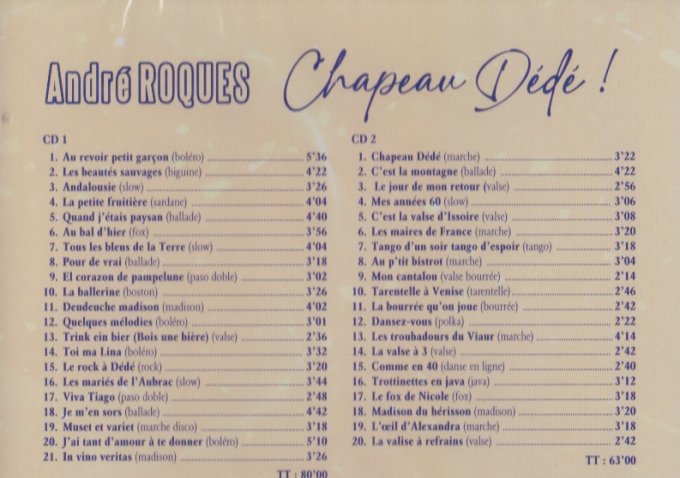 André ROQUES Chapeau Dédé !
CD 1
1. Au revoir petit garçon (boléro) 5'36
2. Les beautés sauvages (biguine) 4'22
3. Andalousie (slow) 3'26
4. La petite fruitière (sardane) 4'04
5. Quand j'étais paysan (ballade) 4'40
6. Au bal d'hier (fox) 3'56
7. Tous les bleus de la Terre (slow) 4'04
8. Pour de vrai (ballade) 3'18
9. El corazon de pampelune (paso doble) 3'02
10. La ballerine (boston) 3'26
11. Deudeuche madison (madison) 4'02
12. Quelques mélodies (boléro) 3'01
13. Trink ein bier (Bois une bière) (valse) 2'36
14. Toi ma Lina (boléro) 3'32
15. Le rock à Dédé (rock) 3'20
16. Les mariés de l'Aubrac (slow) 3'44
17. Viva Tiago (paso doble) 2'48
18. Je m'en sors (ballade) 4'42
19. Muset et variet (marche disco) 3'18
20. J'ai tant d'amour à te donner (boléro) 5'10
21. In vino veritas (madison) 3'26
TT : 80'00
CD 2
1. Chapeau Dédé (marche) 3'22
2. C'est la montagne (ballade) 4'22
3. Le jour de mon retour (valse) 2'56
4. Mes années 60 (slow) 3'06
5. C'est la valse d'Issoire (valse) 3'08
6. Les maires de France (marche) 3'20
7. Tango d'un soir tango d'espoir (tango) 3'18
8. Au p'tit bistrot (marche) 3'04
9. Mon cantalou (valse bourrée) 2'14
10. Tarentelle à Venise (tarentelle) 2'46
11. La bourrée qu'on joue (bourrée) 2'42
12. Dansez-vous (polka) 2'22
13. Les troubadours du Viaur (marche) 4'14
14. La valse à 3 (valse) 2'42
15. Comme en 40 (danse en ligne) 2'40
16. Trottinettes en java (java) 3'12
17. Le fox de Nicole (fox) 3'18
18. Madison du hérisson (madison) 3'20
19. L'œil d'Alexandra (marche) 3'18
20. La valise à refrains (valse) 2'42
TT : 63'00